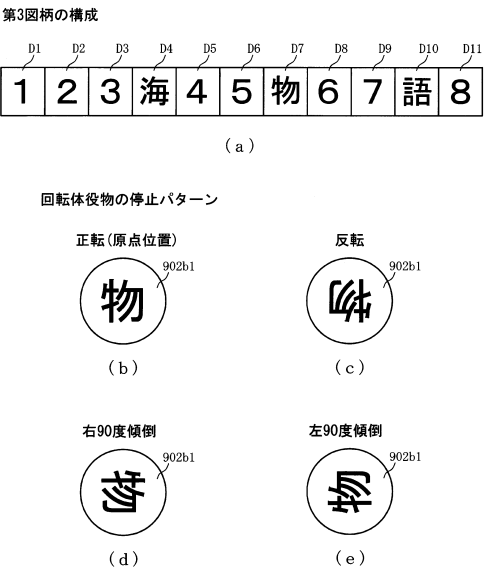 第3図柄の構成
D1 D2 D3 D4 D5 D6 D7 D8 D9 D10 D11
1 2 3 海 4 5 物 6 7 語 8
(a)
回転体役物の停止パターン
正転(原点位置) 反転
902b1 902b1
物 物
(b) (c)
右90度傾倒 左90度傾倒
902b1 902b1
物 物
(d) (e)